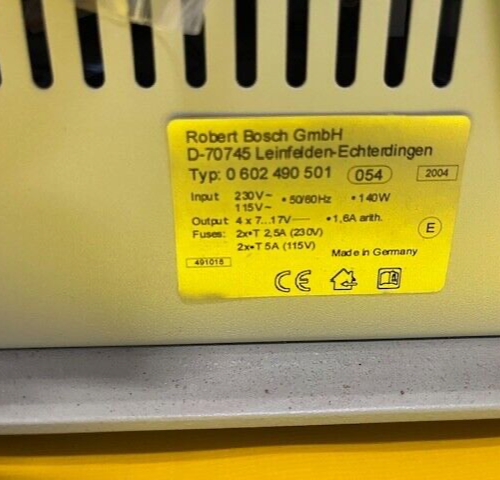 Robert Bosch GmbH
D-70745 Leinfelden-Echterdingen
Typ: 0 602 490 501 054 2004
Input 230V~ • 50/60Hz • 140W
115V~
Output 4 x 7...17V⎓ • 1,6A arith.
Fuses: 2x•T 2,5A (230V) E
2x•T 5A (115V)
Made in Germany
491015
CE